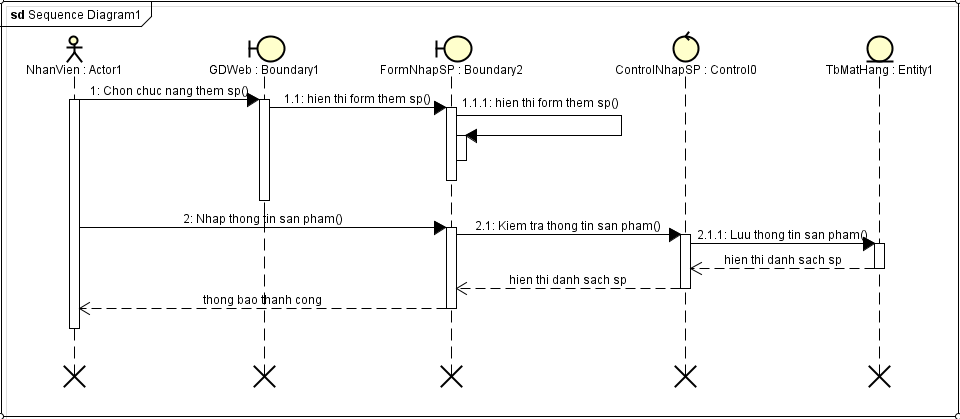 sd Sequence Diagram1
NhanVien : Actor1
GDWeb : Boundary1
FormNhapSP : Boundary2
ControlNhapSP : Control0
TbMatHang : Entity1
1: Chon chuc nang them sp()
1.1: hien thi form them sp()
1.1.1: hien thi form them sp()
2: Nhap thong tin san pham()
2.1: Kiem tra thong tin san pham()
2.1.1: Luu thong tin san pham()
hien thi danh sach sp
hien thi danh sach sp
thong bao thanh cong